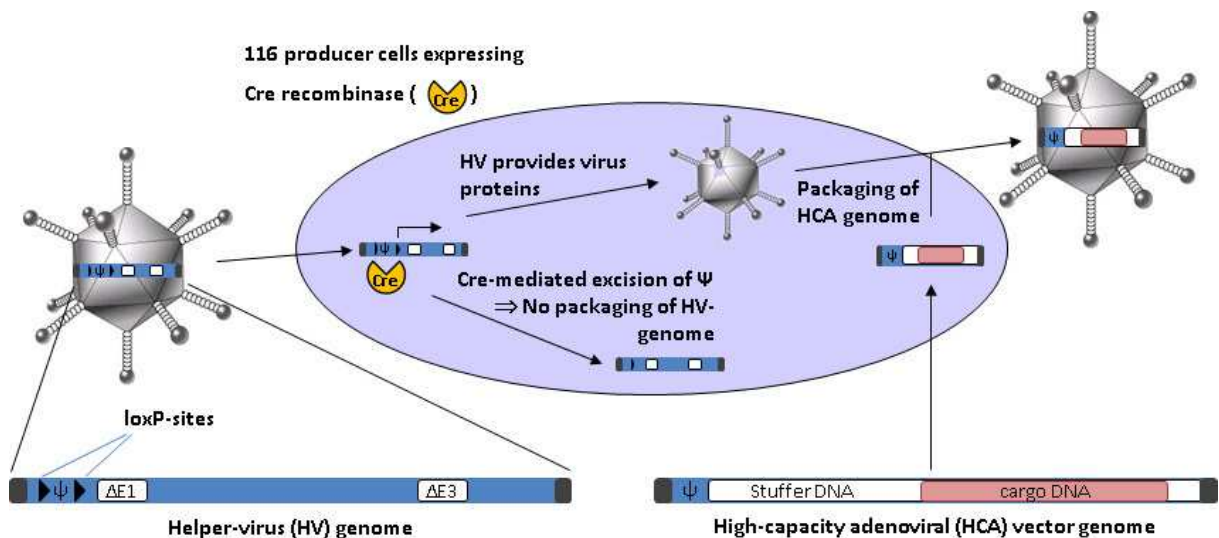 116 producer cells expressing
Cre recombinase ( Cre )
HV provides virus
proteins
Packaging of
HCA genome
ψ
ψ
Cre
ψ
ψ
Cre-mediated excision of Ψ
⇒ No packaging of HV-
genome
loxP-sites
ψ ΔE1 ΔE3
ψ Stuffer DNA cargo DNA
Helper-virus (HV) genome
High-capacity adenoviral (HCA) vector genome